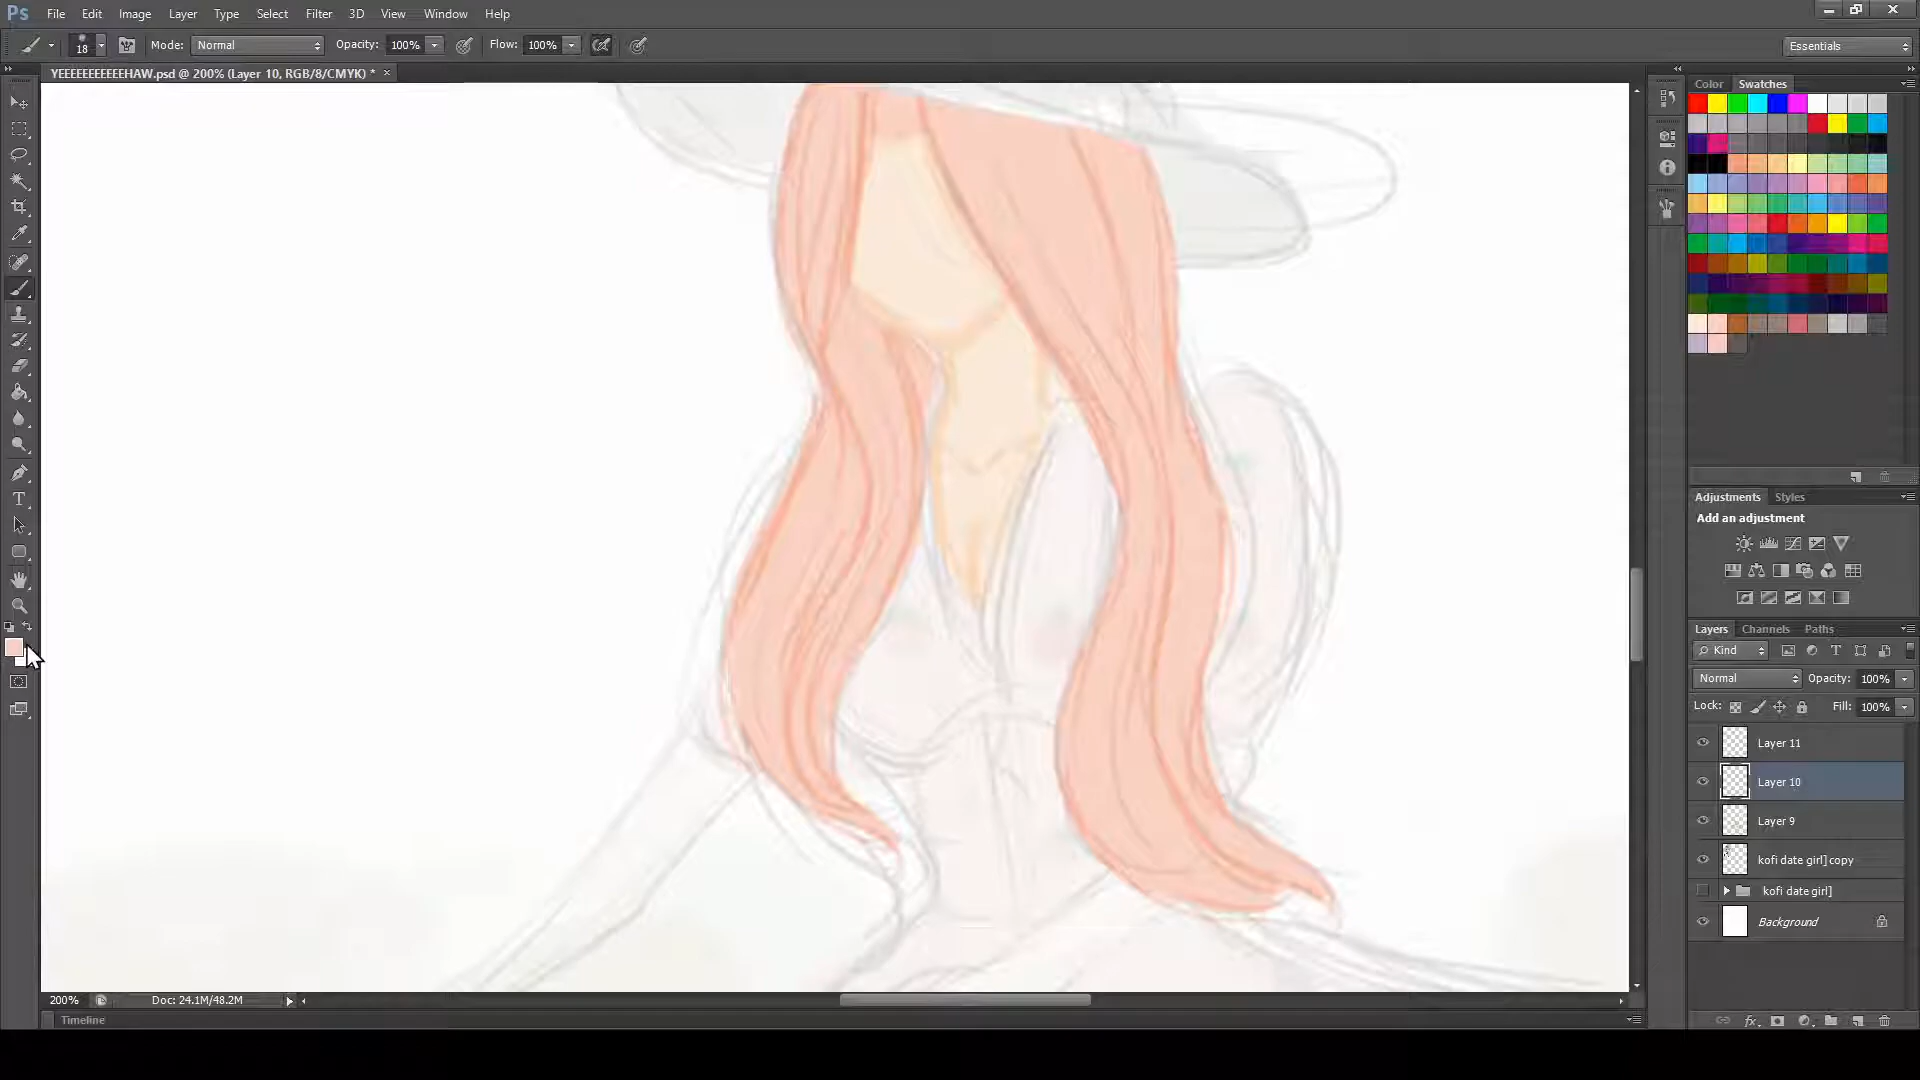 Ps File Edit Image Layer Type Select Filter 3D View Window Help
18 Mode: Normal Opacity: 100% Flow: 100% Essentials
YEEEEEEEEEEHAW.psd @ 200% (Layer 10, RGB/8/CMYK) * ×
Color Swatches
Adjustments Styles
Add an adjustment
Layers Channels Paths
Kind
Normal Opacity: 100%
Lock: Fill: 100%
Layer 11
Layer 10
Layer 9
kofi date girl] copy
kofi date girl]
Background
200% Doc: 24.1M/48.2M
Timeline